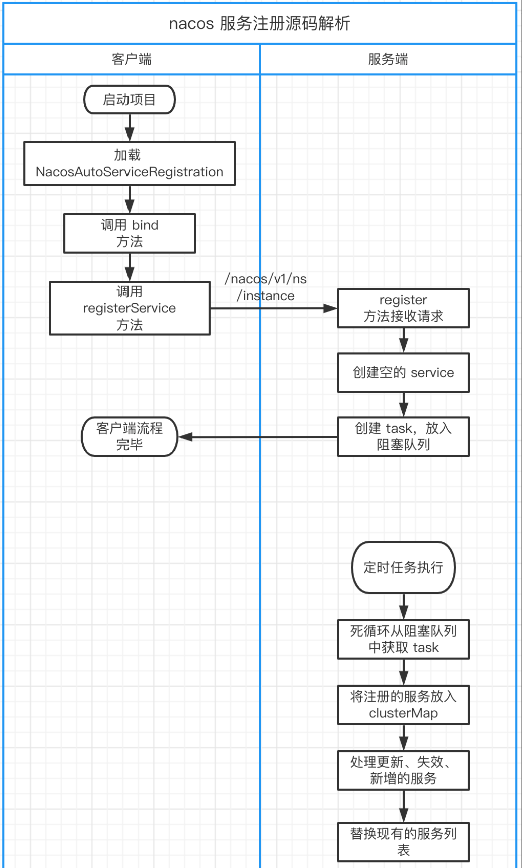 nacos 服务注册源码解析
客户端
服务端
启动项目
加载
NacosAutoServiceRegistration
调用 bind
方法
调用
registerService
方法
/nacos/v1/ns
/instance
register
方法接收请求
创建空的 service
创建 task，放入
阻塞队列
客户端流程
完毕
定时任务执行
死循环从阻塞队列
中获取 task
将注册的服务放入
clusterMap
处理更新、失效、
新增的服务
替换现有的服务列
表